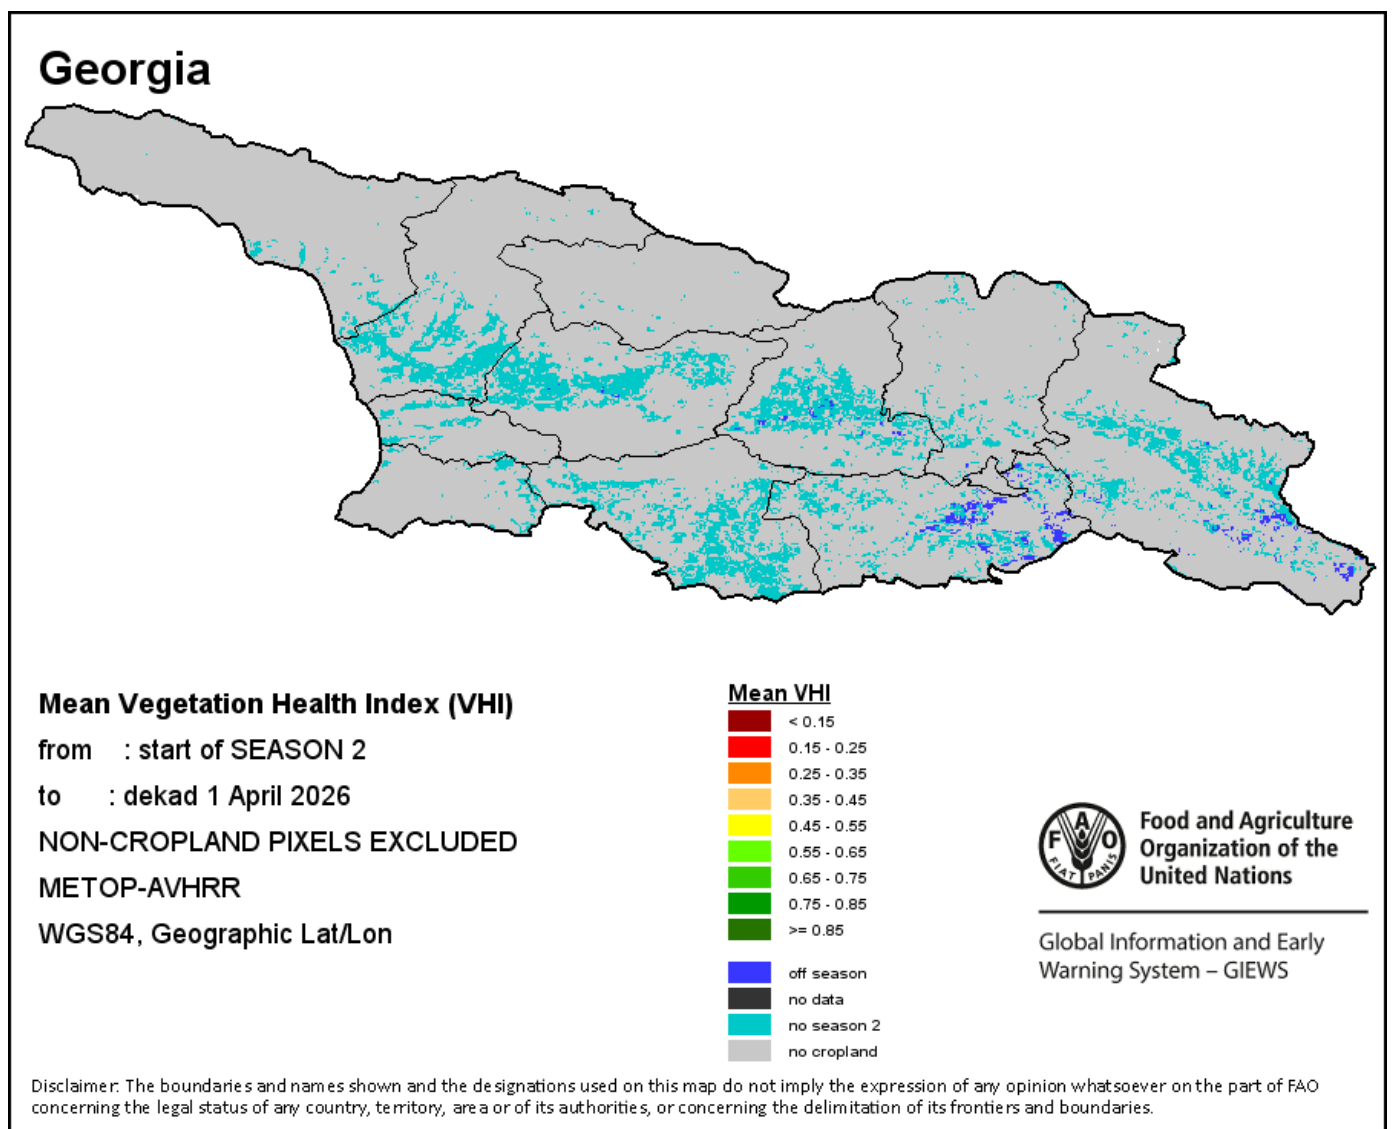 Georgia
Mean Vegetation Health Index (VHI)
from : start of SEASON 2
to : dekad 1 April 2026
NON-CROPLAND PIXELS EXCLUDED
METOP-AVHRR
WGS84, Geographic Lat/Lon
Mean VHI
< 0.15
0.15 - 0.25
0.25 - 0.35
0.35 - 0.45
0.45 - 0.55
0.55 - 0.65
0.65 - 0.75
0.75 - 0.85
>= 0.85
off season
no data
no season 2
no cropland
F A O
FIAT PANIS
Food and Agriculture
Organization of the
United Nations
Global Information and Early
Warning System – GIEWS
Disclaimer: The boundaries and names shown and the designations used on this map do not imply the expression of any opinion whatsoever on the part of FAO
concerning the legal status of any country, territory, area or of its authorities, or concerning the delimitation of its frontiers and boundaries.